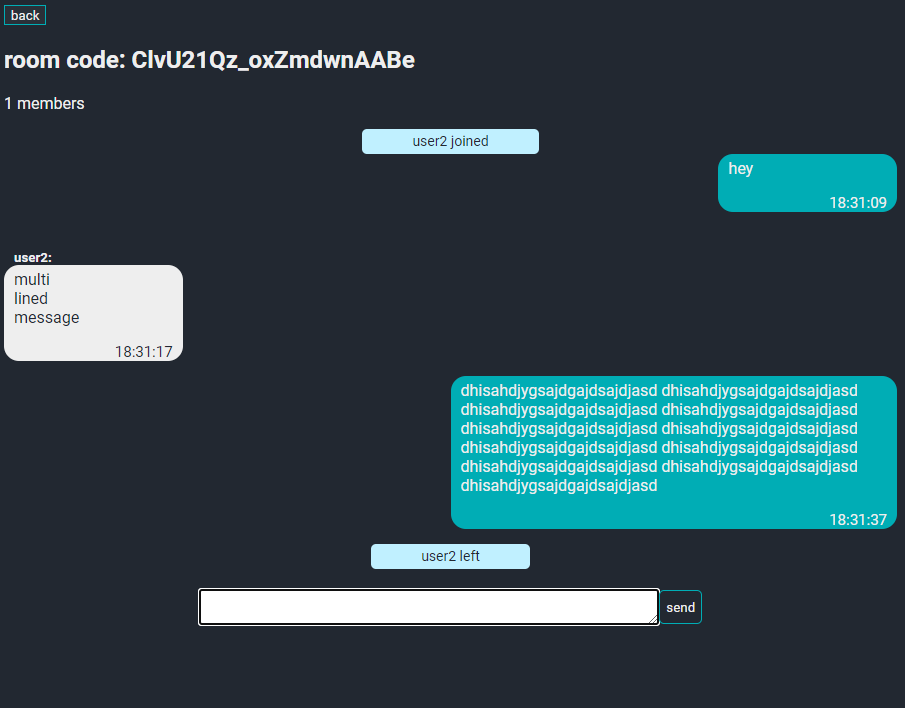 back
room code: ClvU21Qz_oxZmdwnAABe
1 members
user2 joined
hey
18:31:09
user2:
multi
lined
message
18:31:17
dhisahdjygsajdgajdsajdjasd dhisahdjygsajdgajdsajdjasd
dhisahdjygsajdgajdsajdjasd dhisahdjygsajdgajdsajdjasd
dhisahdjygsajdgajdsajdjasd dhisahdjygsajdgajdsajdjasd
dhisahdjygsajdgajdsajdjasd dhisahdjygsajdgajdsajdjasd
dhisahdjygsajdgajdsajdjasd dhisahdjygsajdgajdsajdjasd
dhisahdjygsajdgajdsajdjasd
18:31:37
user2 left
send